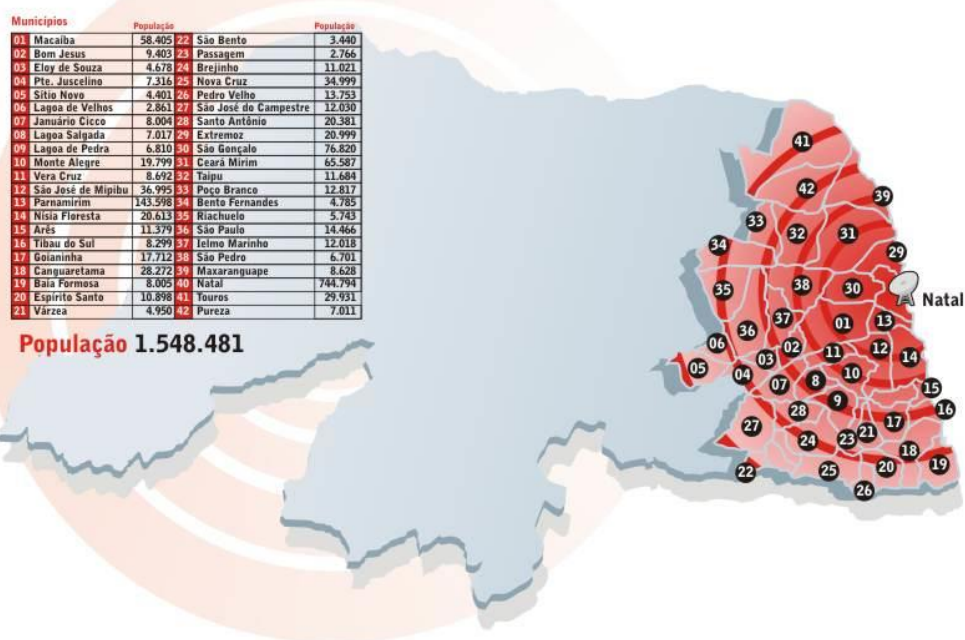 Municípios
População População
01 Macaíba 58.405 22 São Bento 3.440
02 Bom Jesus 9.403 23 Passagem 2.766
03 Eloy de Souza 4.678 24 Brejinho 11.021
04 Pte. Juscelino 7.316 25 Nova Cruz 34.999
05 Sítio Novo 4.401 26 Pedro Velho 13.753
06 Lagoa de Velhos 2.861 27 São José do Campestre 12.030
07 Januário Cicco 8.004 28 Santo Antônio 20.381
08 Lagoa Salgada 7.017 29 Extremoz 20.999
09 Lagoa de Pedra 6.810 30 São Gonçalo 76.820
10 Monte Alegre 19.799 31 Ceará Mirim 65.587
11 Vera Cruz 8.692 32 Taipu 11.684
12 São José de Mipibu 36.995 33 Poço Branco 12.817
13 Parnamirim 143.598 34 Bento Fernandes 4.785
14 Nísia Floresta 20.613 35 Riachuelo 5.743
15 Arês 11.379 36 São Paulo 14.466
16 Tibau do Sul 8.299 37 Ielmo Marinho 12.018
17 Goianinha 17.712 38 São Pedro 6.701
18 Canguaretama 28.272 39 Maxaranguape 8.628
19 Baía Formosa 8.005 40 Natal 744.794
20 Espírito Santo 10.898 41 Touros 29.931
21 Várzea 4.950 42 Pureza 7.011
População 1.548.481
41
42
39
33
32
31
34
29
35
38
30
Natal
37
01
13
36
06
02
11
12
14
03
05
04
07
8
10
15
9
16
28
17
27
21
24
23
18
22
25
20
19
26